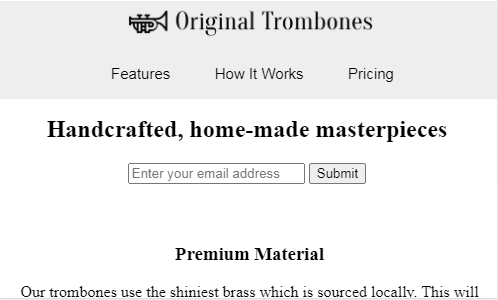 Original Trombones
Features How It Works Pricing
Handcrafted, home-made masterpieces
Enter your email address Submit
Premium Material
Our trombones use the shiniest brass which is sourced locally. This will